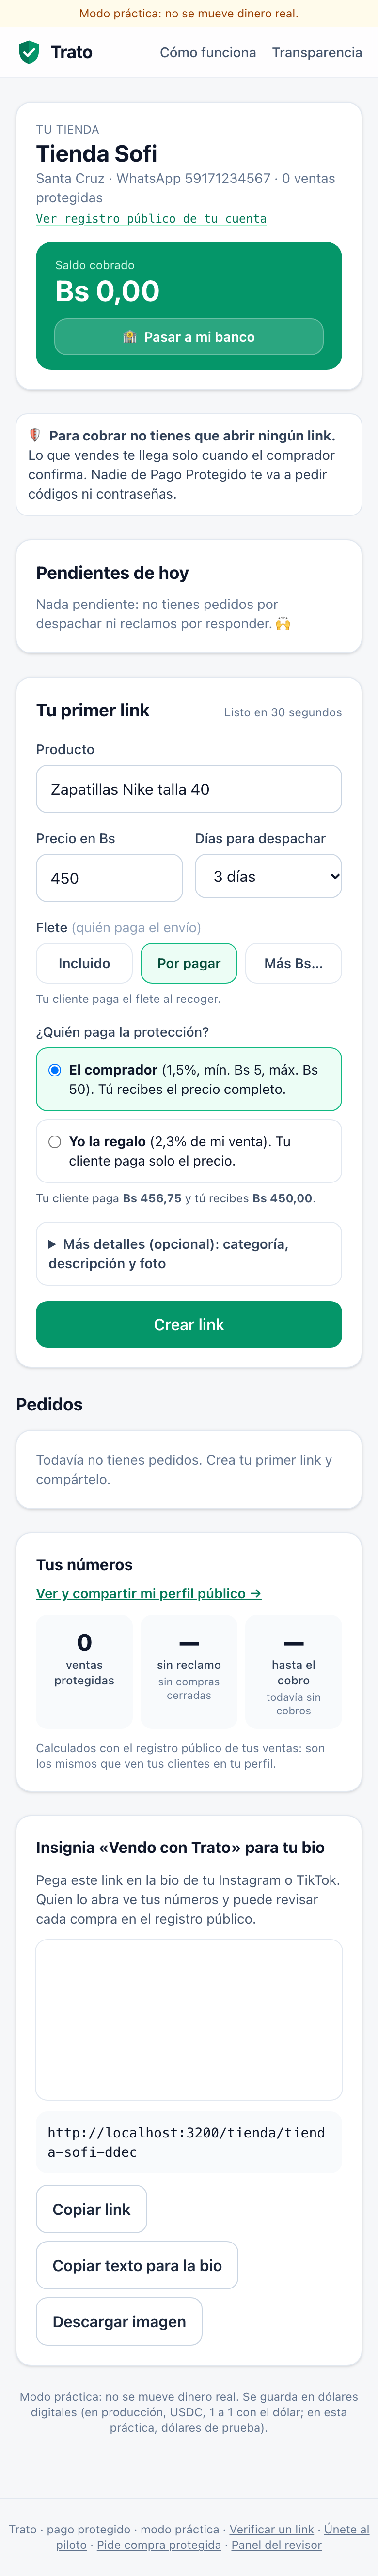 Modo práctica: no se mueve dinero real.
Trato
Cómo funciona
Transparencia
TU TIENDA
Tienda Sofi
Santa Cruz · WhatsApp 59171234567 · 0 ventas
protegidas
Ver registro público de tu cuenta
Saldo cobrado
Bs 0,00
🏦 Pasar a mi banco
🛡️ Para cobrar no tienes que abrir ningún link.
Lo que vendes te llega solo cuando el comprador
confirma. Nadie de Pago Protegido te va a pedir
códigos ni contraseñas.
Pendientes de hoy
Nada pendiente: no tienes pedidos por
despachar ni reclamos por responder. 🙌
Tu primer link
Listo en 30 segundos
Producto
Zapatillas Nike talla 40
Precio en Bs
Días para despachar
450
3 días
Flete (quién paga el envío)
Incluido
Por pagar
Más Bs...
Tu cliente paga el flete al recoger.
¿Quién paga la protección?
El comprador (1,5%, mín. Bs 5, máx. Bs
50). Tú recibes el precio completo.
Yo la regalo (2,3% de mi venta). Tu
cliente paga solo el precio.
Tu cliente paga Bs 456,75 y tú recibes Bs 450,00.
▶ Más detalles (opcional): categoría,
descripción y foto
Crear link
Pedidos
Todavía no tienes pedidos. Crea tu primer link y
compártelo.
Tus números
Ver y compartir mi perfil público →
0
ventas
protegidas
—
sin reclamo
sin compras
cerradas
—
hasta el
cobro
todavía sin
cobros
Calculados con el registro público de tus ventas: son
los mismos que ven tus clientes en tu perfil.
Insignia «Vendo con Trato» para tu bio
Pega este link en la bio de tu Instagram o TikTok.
Quien lo abra ve tus números y puede revisar
cada compra en el registro público.
http://localhost:3200/tienda/tiend
a-sofi-ddec
Copiar link
Copiar texto para la bio
Descargar imagen
Modo práctica: no se mueve dinero real. Se guarda en dólares
digitales (en producción, USDC, 1 a 1 con el dólar; en esta
práctica, dólares de prueba).
Trato · pago protegido · modo práctica · Verificar un link · Únete al
piloto · Pide compra protegida · Panel del revisor